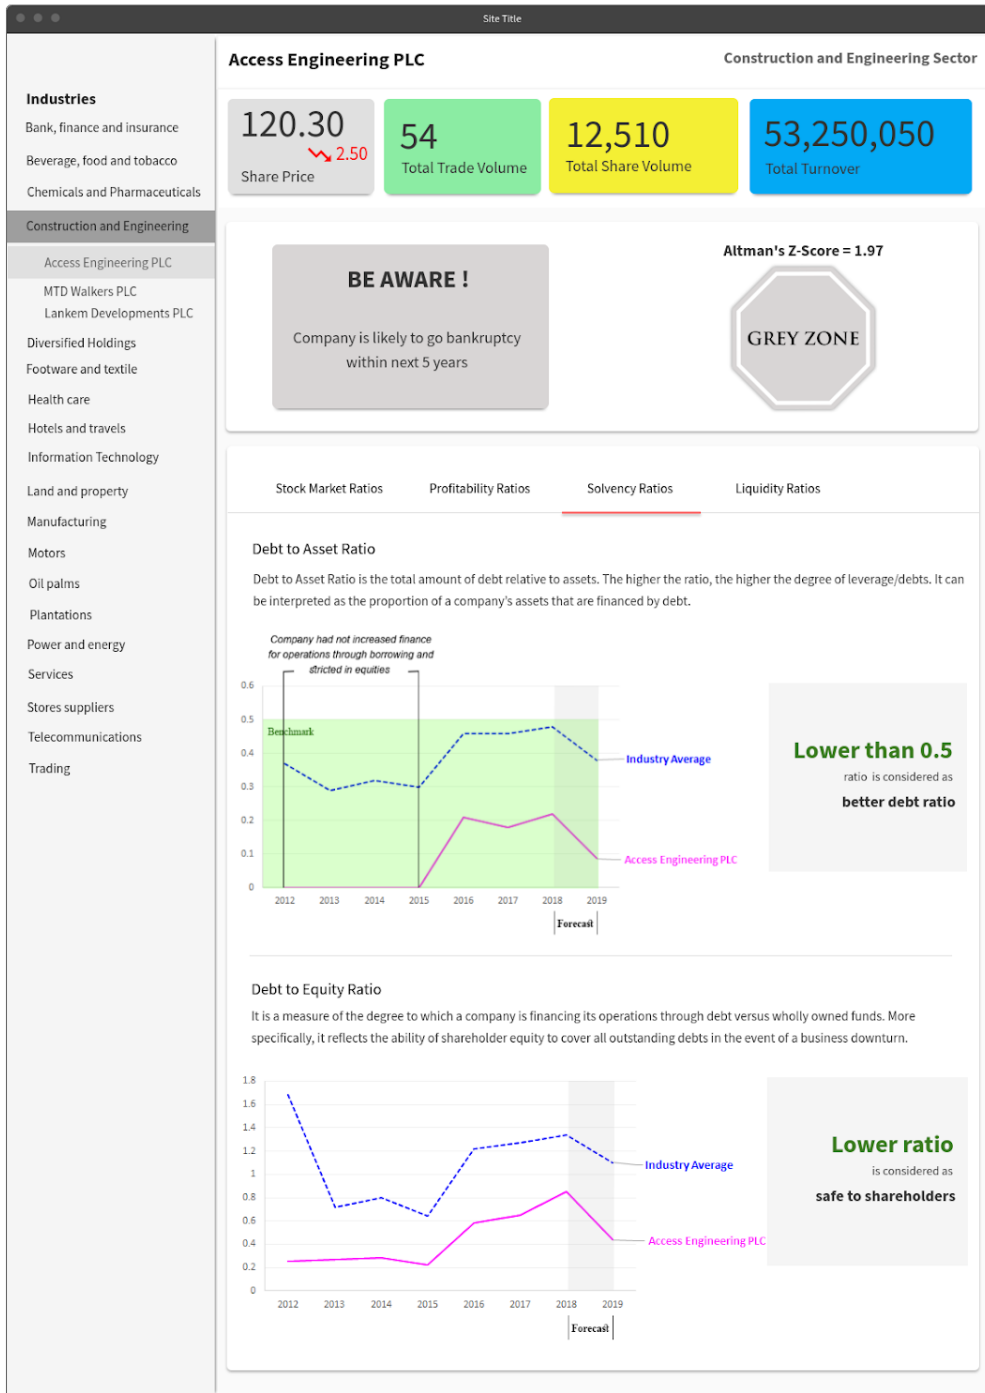 Site Title
Access Engineering PLC
Construction and Engineering Sector
Industries
Bank, finance and insurance
Beverage, food and tobacco
Chemicals and Pharmaceuticals
Construction and Engineering
Access Engineering PLC
MTD Walkers PLC
Lankem Developments PLC
Diversified Holdings
Footware and textile
Health care
Hotels and travels
Information Technology
Land and property
Manufacturing
Motors
Oil palms
Plantations
Power and energy
Services
Stores suppliers
Telecommunications
Trading
120.30
2.50
Share Price
54
Total Trade Volume
12,510
Total Share Volume
53,250,050
Total Turnover
BE AWARE !
Company is likely to go bankruptcy
within next 5 years
Altman's Z-Score = 1.97
GREY ZONE
Stock Market Ratios
Profitability Ratios
Solvency Ratios
Liquidity Ratios
Debt to Asset Ratio
Debt to Asset Ratio is the total amount of debt relative to assets. The higher the ratio, the higher the degree of leverage/debts. It can
be interpreted as the proportion of a company's assets that are financed by debt.
Company had not increased finance
for operations through borrowing and
stricted in equities
0.6
0.5
0.4
0.3
0.2
0.1
0
Benchmark
Industry Average
Access Engineering PLC
2012 2013 2014 2015 2016 2017 2018 2019
Forecast
Lower than 0.5
ratio is considered as
better debt ratio
Debt to Equity Ratio
It is a measure of the degree to which a company is financing its operations through debt versus wholly owned funds. More
specifically, it reflects the ability of shareholder equity to cover all outstanding debts in the event of a business downturn.
1.8
1.6
1.4
1.2
1
0.8
0.6
0.4
0.2
0
Industry Average
Access Engineering PLC
2012 2013 2014 2015 2016 2017 2018 2019
Forecast
Lower ratio
is considered as
safe to shareholders